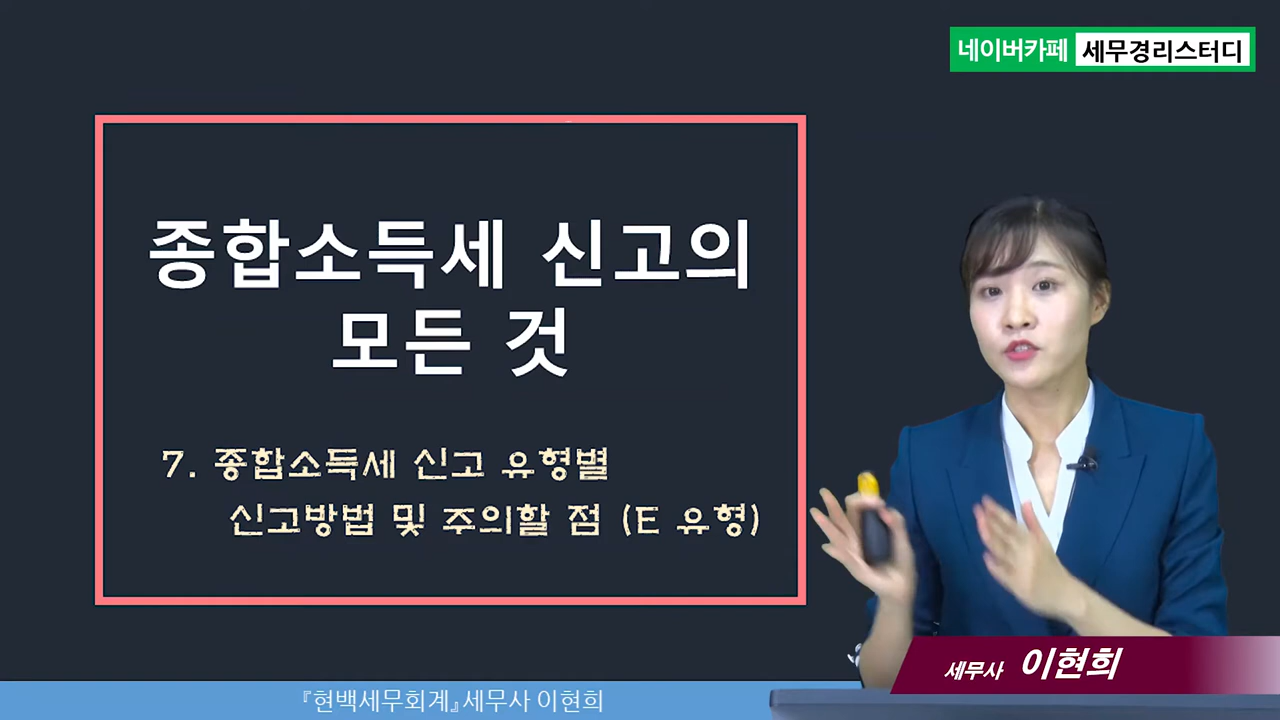 네이버카페 세무경리스터디
종합소득세 신고의
모든 것
7. 종합소득세 신고 유형별
신고방법 및 주의할 점 (E 유형)
세무사 이현희
『현백세무회계』세무사 이현희